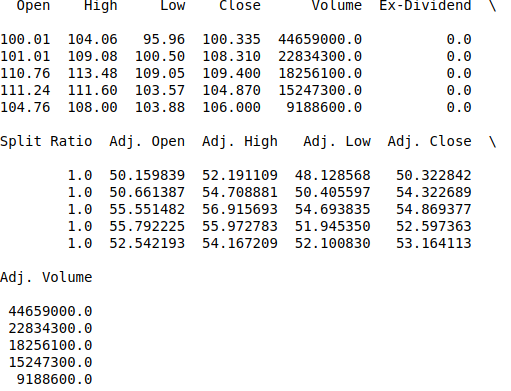 Open High Low Close Volume Ex-Dividend \
100.01 104.06 95.96 100.335 44659000.0 0.0
101.01 109.08 100.50 108.310 22834300.0 0.0
110.76 113.48 109.05 109.400 18256100.0 0.0
111.24 111.60 103.57 104.870 15247300.0 0.0
104.76 108.00 103.88 106.000 9188600.0 0.0
Split Ratio Adj. Open Adj. High Adj. Low Adj. Close \
1.0 50.159839 52.191109 48.128568 50.322842
1.0 50.661387 54.708881 50.405597 54.322689
1.0 55.551482 56.915693 54.693835 54.869377
1.0 55.792225 55.972783 51.945350 52.597363
1.0 52.542193 54.167209 52.100830 53.164113
Adj. Volume
44659000.0
22834300.0
18256100.0
15247300.0
9188600.0